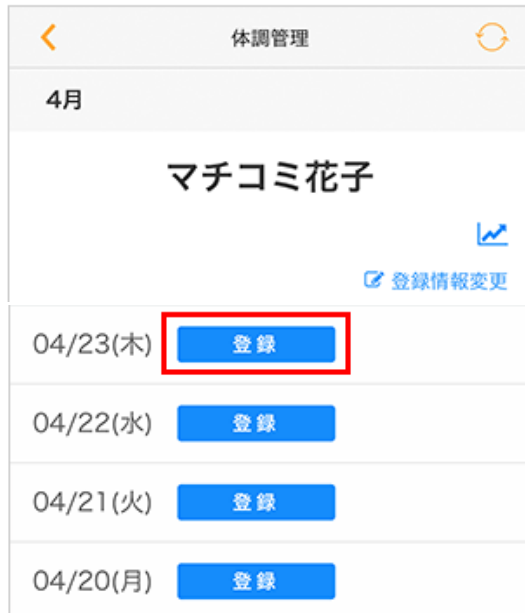 体調管理
4月
マチコミ花子
登録情報変更
04/23(木) 登録
04/22(水) 登録
04/21(火) 登録
04/20(月) 登録